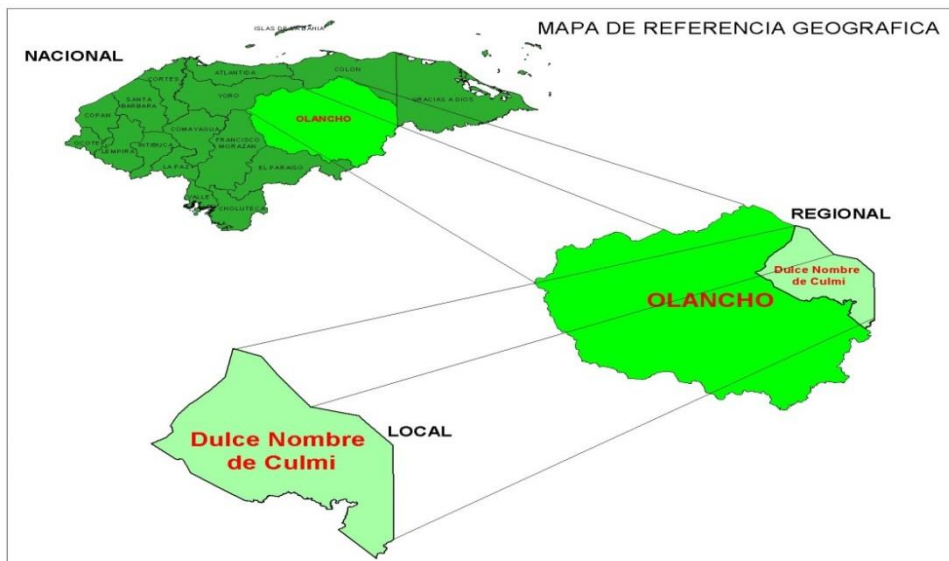 MAPA DE REFERENCIA GEOGRAFICA
NACIONAL
ISLAS DE LA BAHIA
ATLANTIDA
COLON
CORTES
YORO
GRACIAS A DIOS
SANTA
BARBARA
COPAN
OLANCHO
COMAYAGUA
FRANCISCO
MORAZAN
INTIBUCA
LEMPIRA
LA PAZ
EL PARAISO
VALLE
CHOLUTECA
REGIONAL
Dulce Nombre
de Culmi
OLANCHO
LOCAL
Dulce Nombre
de Culmi